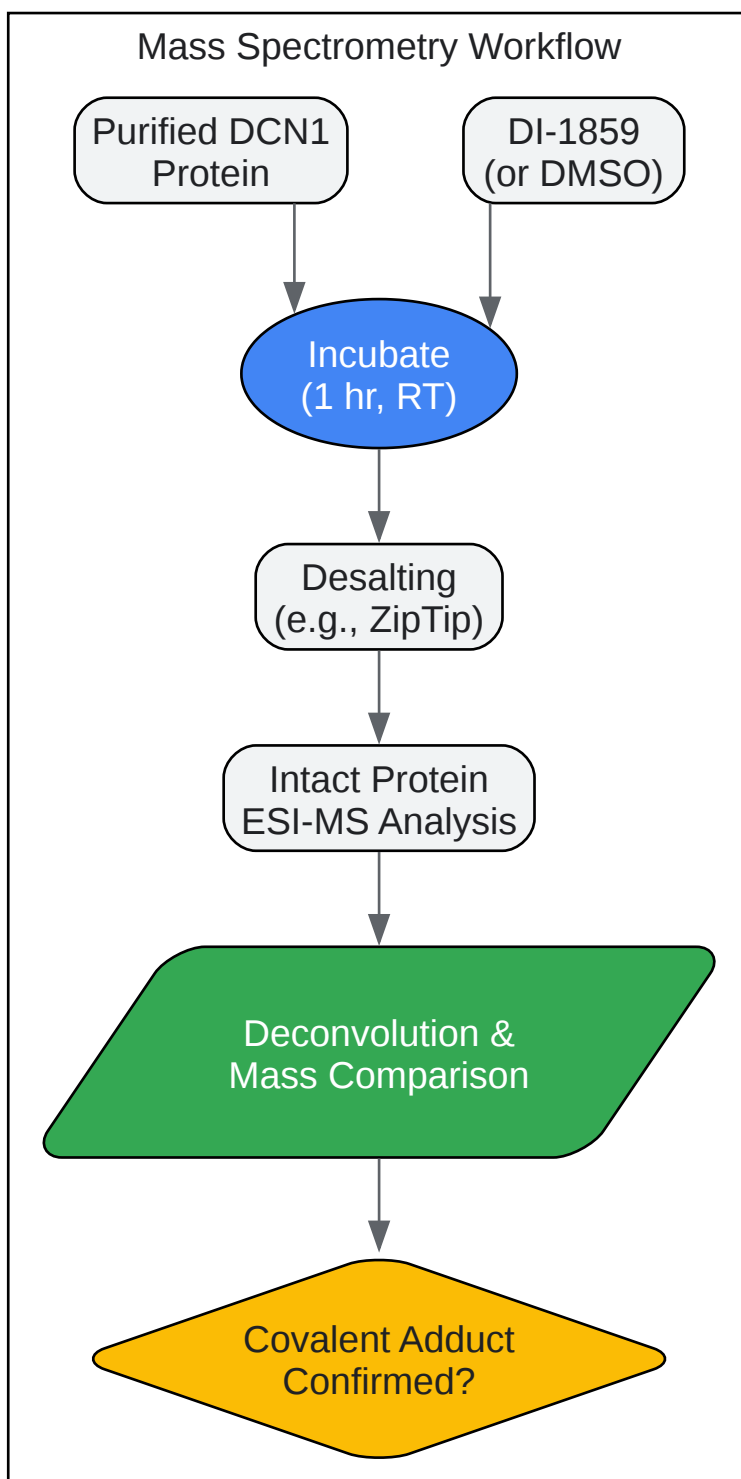 Mass Spectrometry Workflow
Purified DCN1
Protein
DI-1859
(or DMSO)
Incubate
(1 hr, RT)
Desalting
(e.g., ZipTip)
Intact Protein
ESI-MS Analysis
Deconvolution &
Mass Comparison
Covalent Adduct
Confirmed?